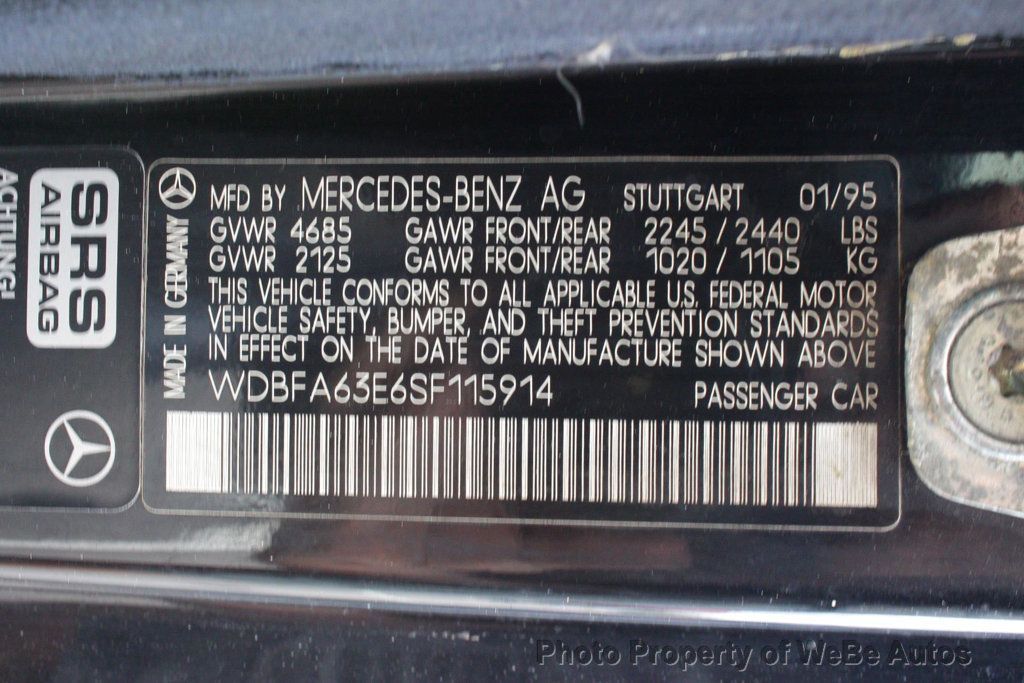 ACHTUNG!
SRS
AIRBAG
MADE IN GERMANY
MFD BY MERCEDES-BENZ AG STUTTGART 01/95
GVWR 4685 GAWR FRONT/REAR 2245 / 2440 LBS
GVWR 2125 GAWR FRONT/REAR 1020 / 1105 KG
THIS VEHICLE CONFORMS TO ALL APPLICABLE U.S. FEDERAL MOTOR
VEHICLE SAFETY, BUMPER, AND THEFT PREVENTION STANDARDS
IN EFFECT ON THE DATE OF MANUFACTURE SHOWN ABOVE
WDBFA63E6SF115914 PASSENGER CAR
Photo Property of WeBe Autos